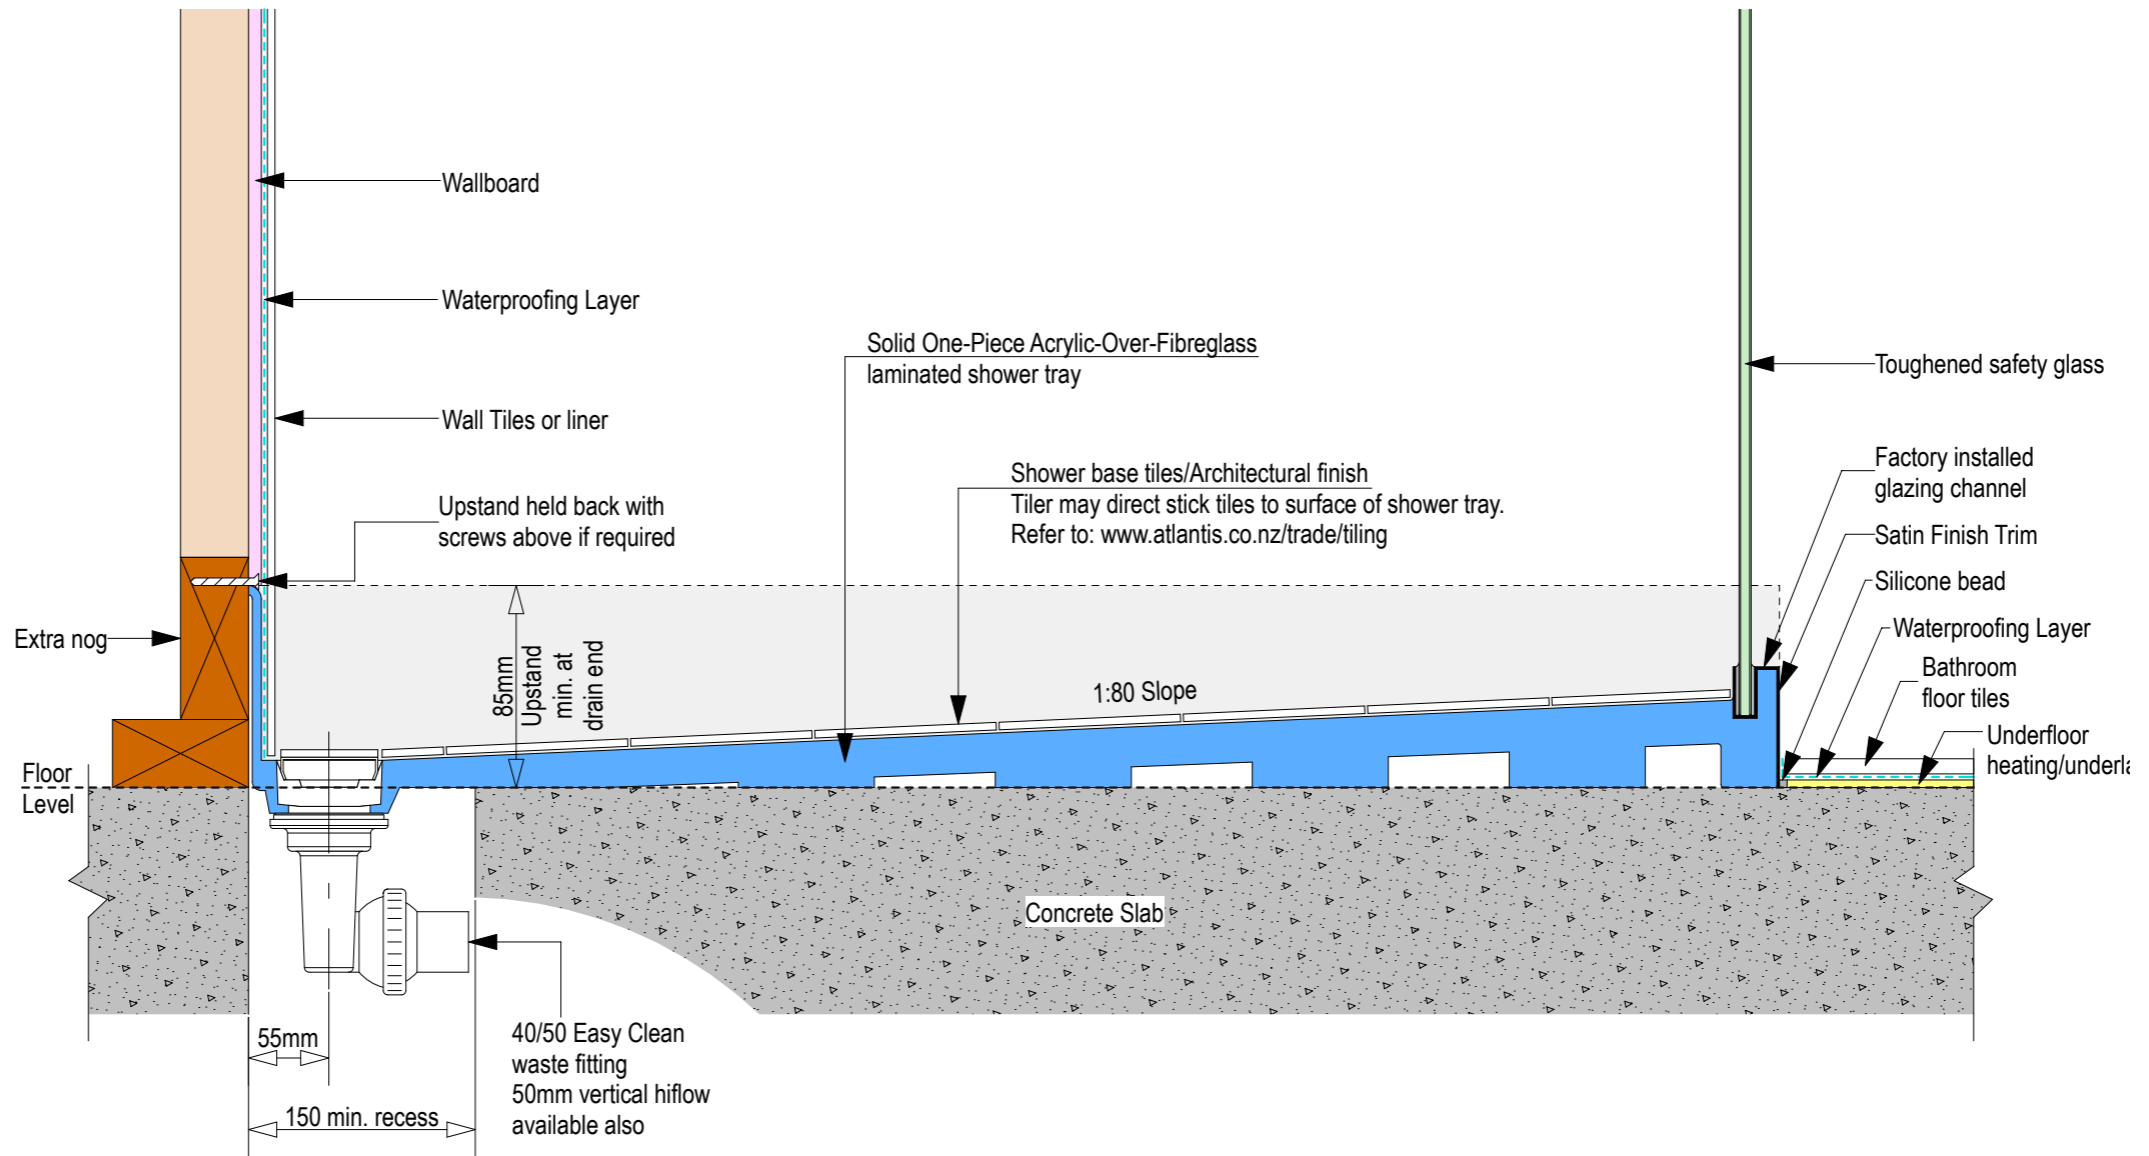 Wallboard
Waterproofing Layer
Wall Tiles or liner
Upstand held back with
screws above if required
Extra nog
Floor
Level
85mm
Upstand
min. at
drain end
Solid One-Piece Acrylic-Over-Fibreglass
laminated shower tray
Shower base tiles/Architectural finish
Tiler may direct stick tiles to surface of shower tray.
Refer to: www.atlantis.co.nz/trade/tiling
1:80 Slope
Toughened safety glass
Factory installed
glazing channel
Satin Finish Trim
Silicone bead
Waterproofing Layer
Bathroom
floor tiles
Underfloor
heating/underla
Concrete Slab
55mm
150 min. recess
40/50 Easy Clean
waste fitting
50mm vertical hiflow
available also